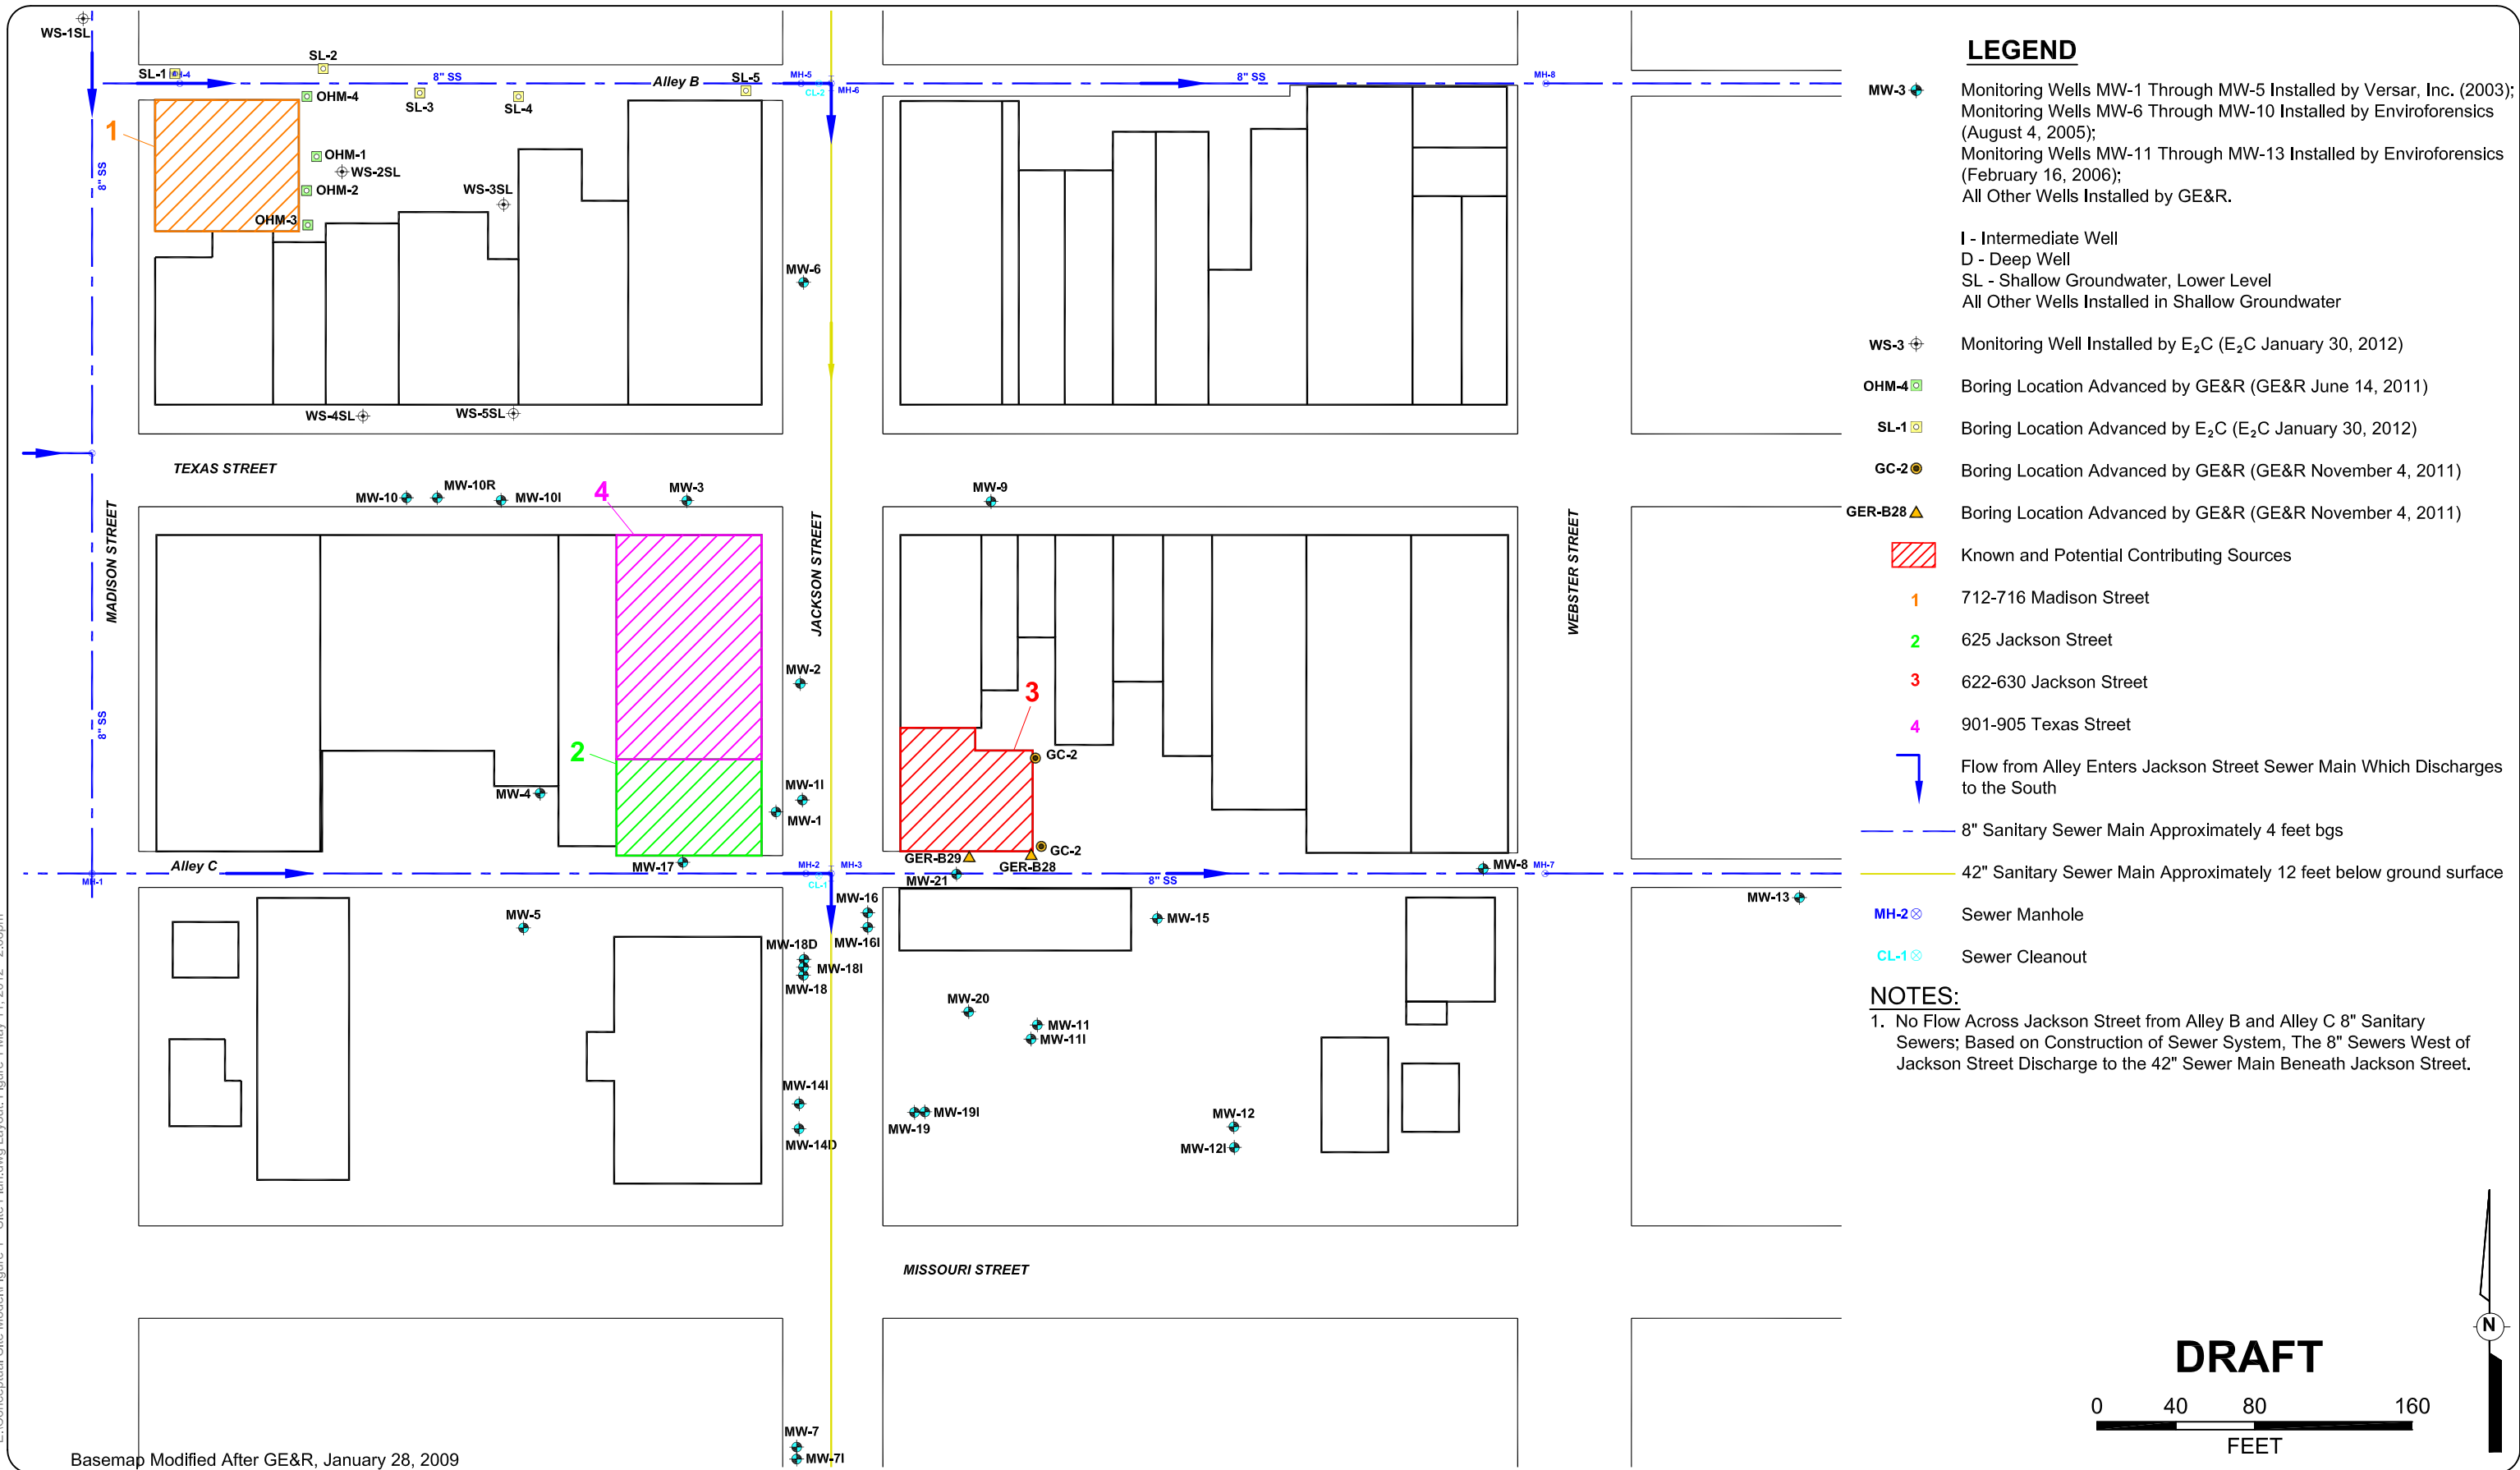 WS-1SL
SL-1
MH-4
SL-2
8" SS
Alley B
SL-5
MH-5
CL-2
MH-6
8" SS
MH-8
OHM-4
SL-3
SL-4
1
OHM-1
WS-2SL
8" SS
OHM-2
WS-3SL
OHM-3
MW-6
WS-4SL
WS-5SL
TEXAS STREET
MW-10
MW-10R
MW-10I
4
MW-3
MW-9
MADISON STREET
JACKSON STREET
WEBSTER STREET
MW-2
3
8" SS
2
GC-2
MW-4
MW-1I
MW-1
GC-2
Alley C
MW-17
MH-2
MH-3
GER-B29
GER-B28
MW-8
MH-7
MH-1
CL-1
MW-21
8" SS
MW-16
MW-15
MW-13
MW-5
MW-18D
MW-16I
MW-18I
MW-18
MW-20
MW-11
MW-11I
MW-14I
MW-19I
MW-19
MW-12
MW-14D
MW-12I
MISSOURI STREET
MW-7
MW-7I
Basemap Modified After GE&R, January 28, 2009
LEGEND
MW-3
Monitoring Wells MW-1 Through MW-5 Installed by Versar, Inc. (2003);
Monitoring Wells MW-6 Through MW-10 Installed by Enviroforensics
(August 4, 2005);
Monitoring Wells MW-11 Through MW-13 Installed by Enviroforensics
(February 16, 2006);
All Other Wells Installed by GE&R.
I - Intermediate Well
D - Deep Well
SL - Shallow Groundwater, Lower Level
All Other Wells Installed in Shallow Groundwater
WS-3 Monitoring Well Installed by E₂C (E₂C January 30, 2012)
OHM-4 Boring Location Advanced by GE&R (GE&R June 14, 2011)
SL-1 Boring Location Advanced by E₂C (E₂C January 30, 2012)
GC-2 Boring Location Advanced by GE&R (GE&R November 4, 2011)
GER-B28 Boring Location Advanced by GE&R (GE&R November 4, 2011)
Known and Potential Contributing Sources
1 712-716 Madison Street
2 625 Jackson Street
3 622-630 Jackson Street
4 901-905 Texas Street
Flow from Alley Enters Jackson Street Sewer Main Which Discharges
to the South
8" Sanitary Sewer Main Approximately 4 feet bgs
42" Sanitary Sewer Main Approximately 12 feet below ground surface
MH-2 Sewer Manhole
CL-1 Sewer Cleanout
NOTES:
1. No Flow Across Jackson Street from Alley B and Alley C 8" Sanitary
Sewers; Based on Construction of Sewer System, The 8" Sewers West of
Jackson Street Discharge to the 42" Sewer Main Beneath Jackson Street.
N
DRAFT
0 40 80 160
FEET